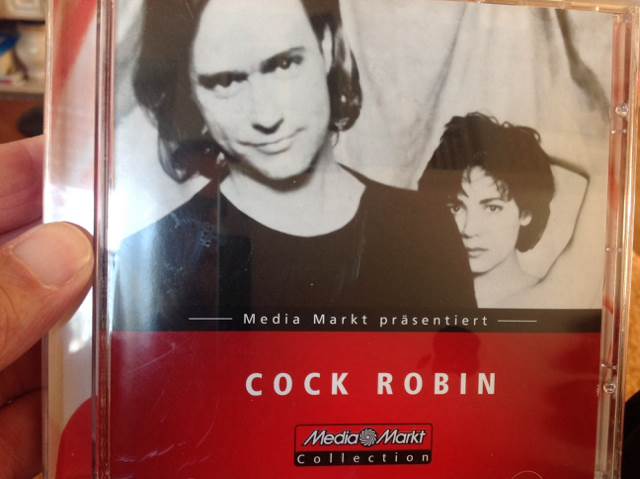 Media Markt präsentiert
COCK ROBIN
Media Markt
Collection